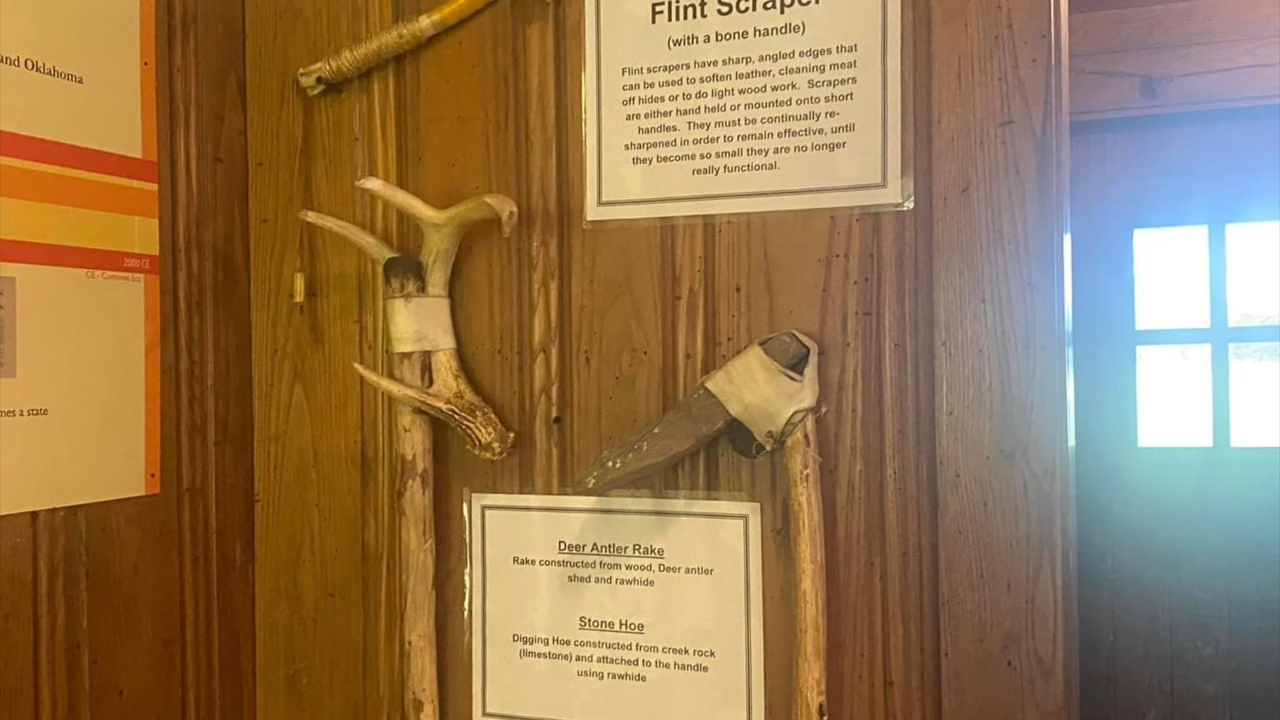 and Oklahoma
2000 CE
CE - Common Era
mes a state
Flint Scraper
(with a bone handle)
Flint scrapers have sharp, angled edges that
can be used to soften leather, cleaning meat
off hides or to do light wood work. Scrapers
are either hand held or mounted onto short
handles. They must be continually re-
sharpened in order to remain effective, until
they become so small they are no longer
really functional.
Deer Antler Rake
Rake constructed from wood, Deer antler
shed and rawhide
Stone Hoe
Digging Hoe constructed from creek rock
(limestone) and attached to the handle
using rawhide